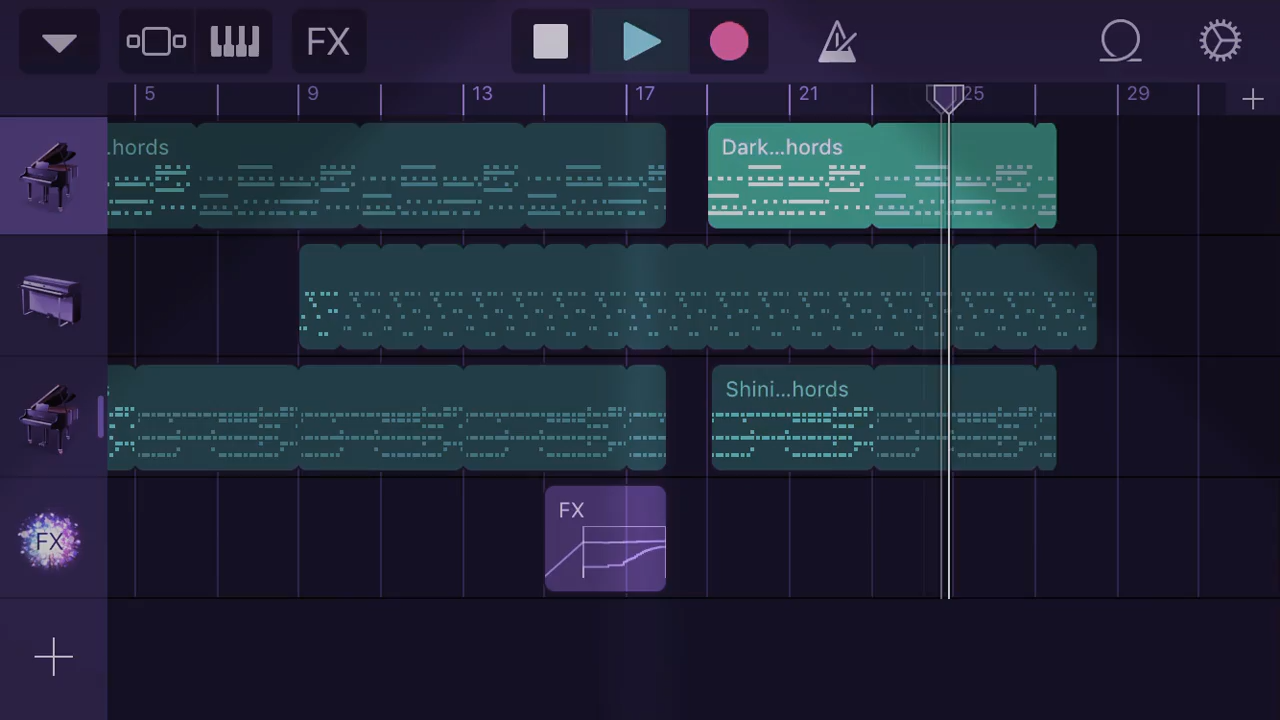 FX
5 9 13 17 21 25 29
.hords
Dark...hords
Shini...hords
FX
FX